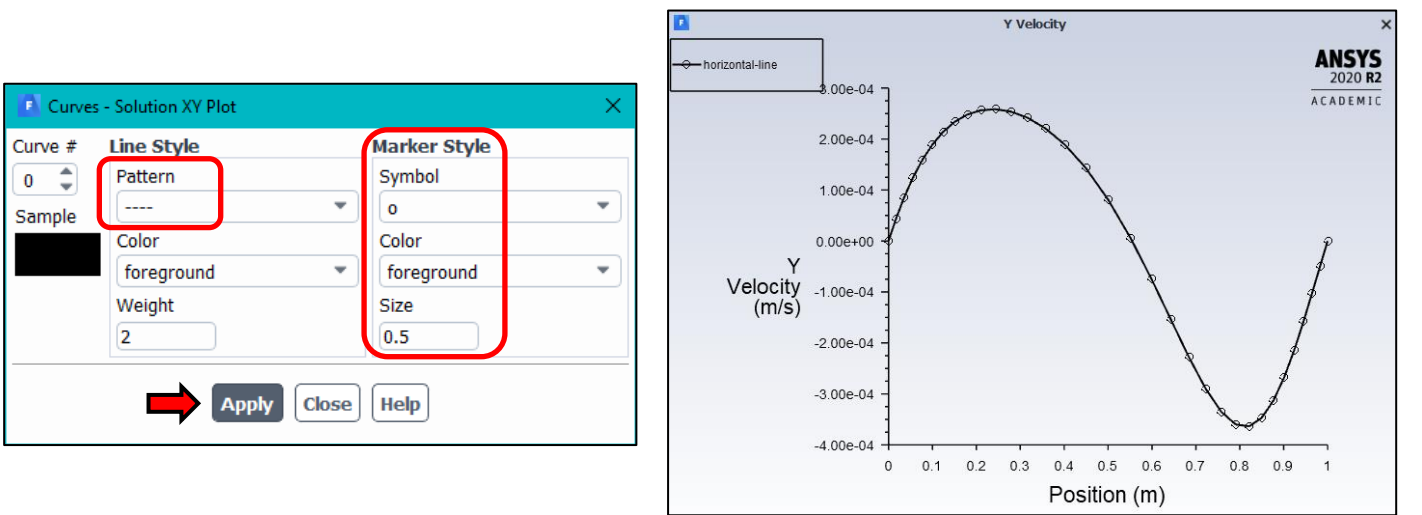 Curves - Solution XY Plot
Curve #
Line Style
Marker Style
0
Pattern
Symbol
----
o
Sample
Color
Color
foreground
foreground
Weight
Size
2
0.5
Apply
Close
Help
Y Velocity
horizontal-line
ANSYS
2020 R2
ACADEMIC
3.00e-04
2.00e-04
1.00e-04
0.00e+00
-1.00e-04
-2.00e-04
-3.00e-04
-4.00e-04
Y
Velocity
(m/s)
0 0.1 0.2 0.3 0.4 0.5 0.6 0.7 0.8 0.9 1
Position (m)